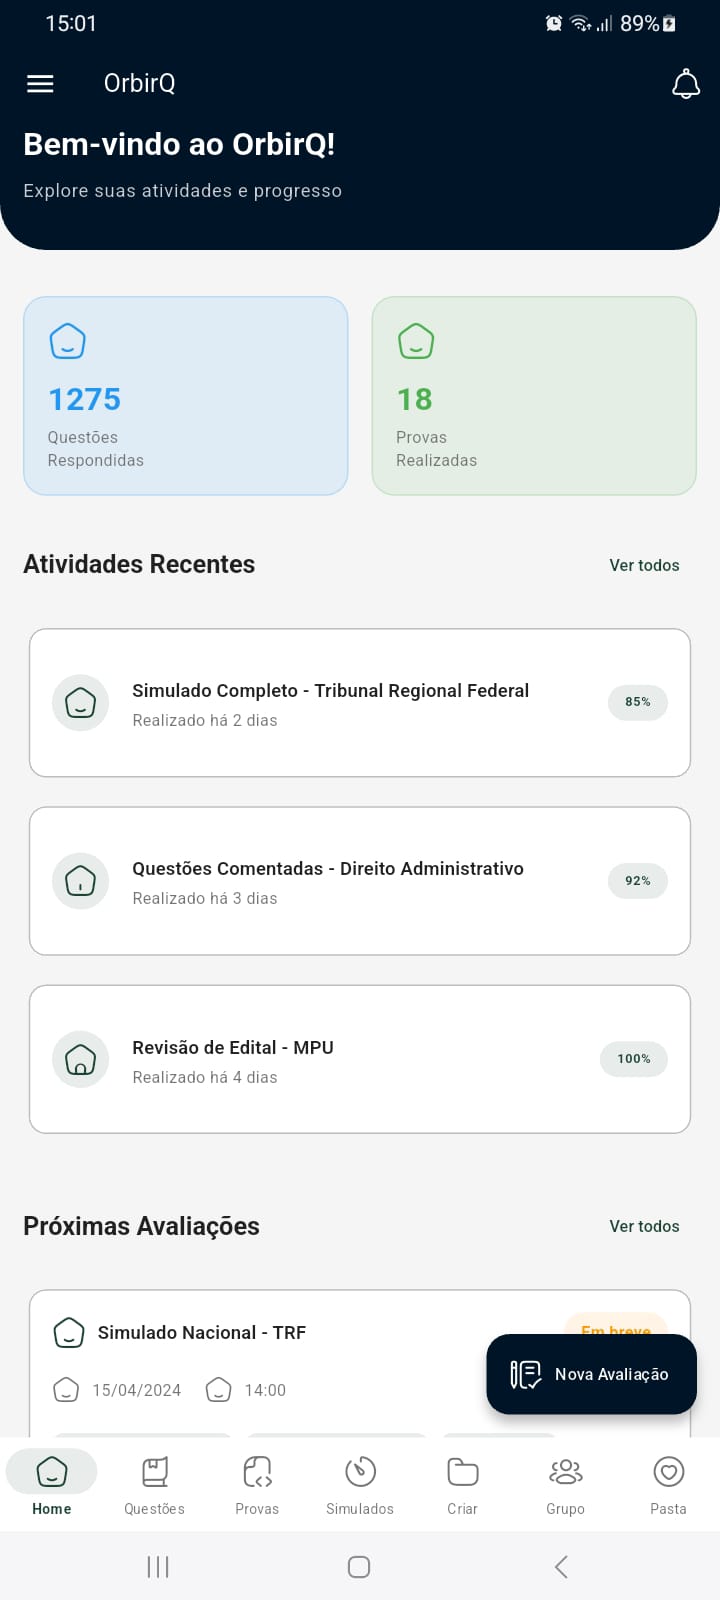 15:01
89%
OrbirQ
Bem-vindo ao OrbirQ!
Explore suas atividades e progresso
1275
Questões
Respondidas
18
Provas
Realizadas
Atividades Recentes
Ver todos
Simulado Completo - Tribunal Regional Federal
Realizado há 2 dias
85%
Questões Comentadas - Direito Administrativo
Realizado há 3 dias
92%
Revisão de Edital - MPU
Realizado há 4 dias
100%
Próximas Avaliações
Ver todos
Simulado Nacional - TRF
Em breve
15/04/2024
14:00
Nova Avaliação
Home
Questões
Provas
Simulados
Criar
Grupo
Pasta